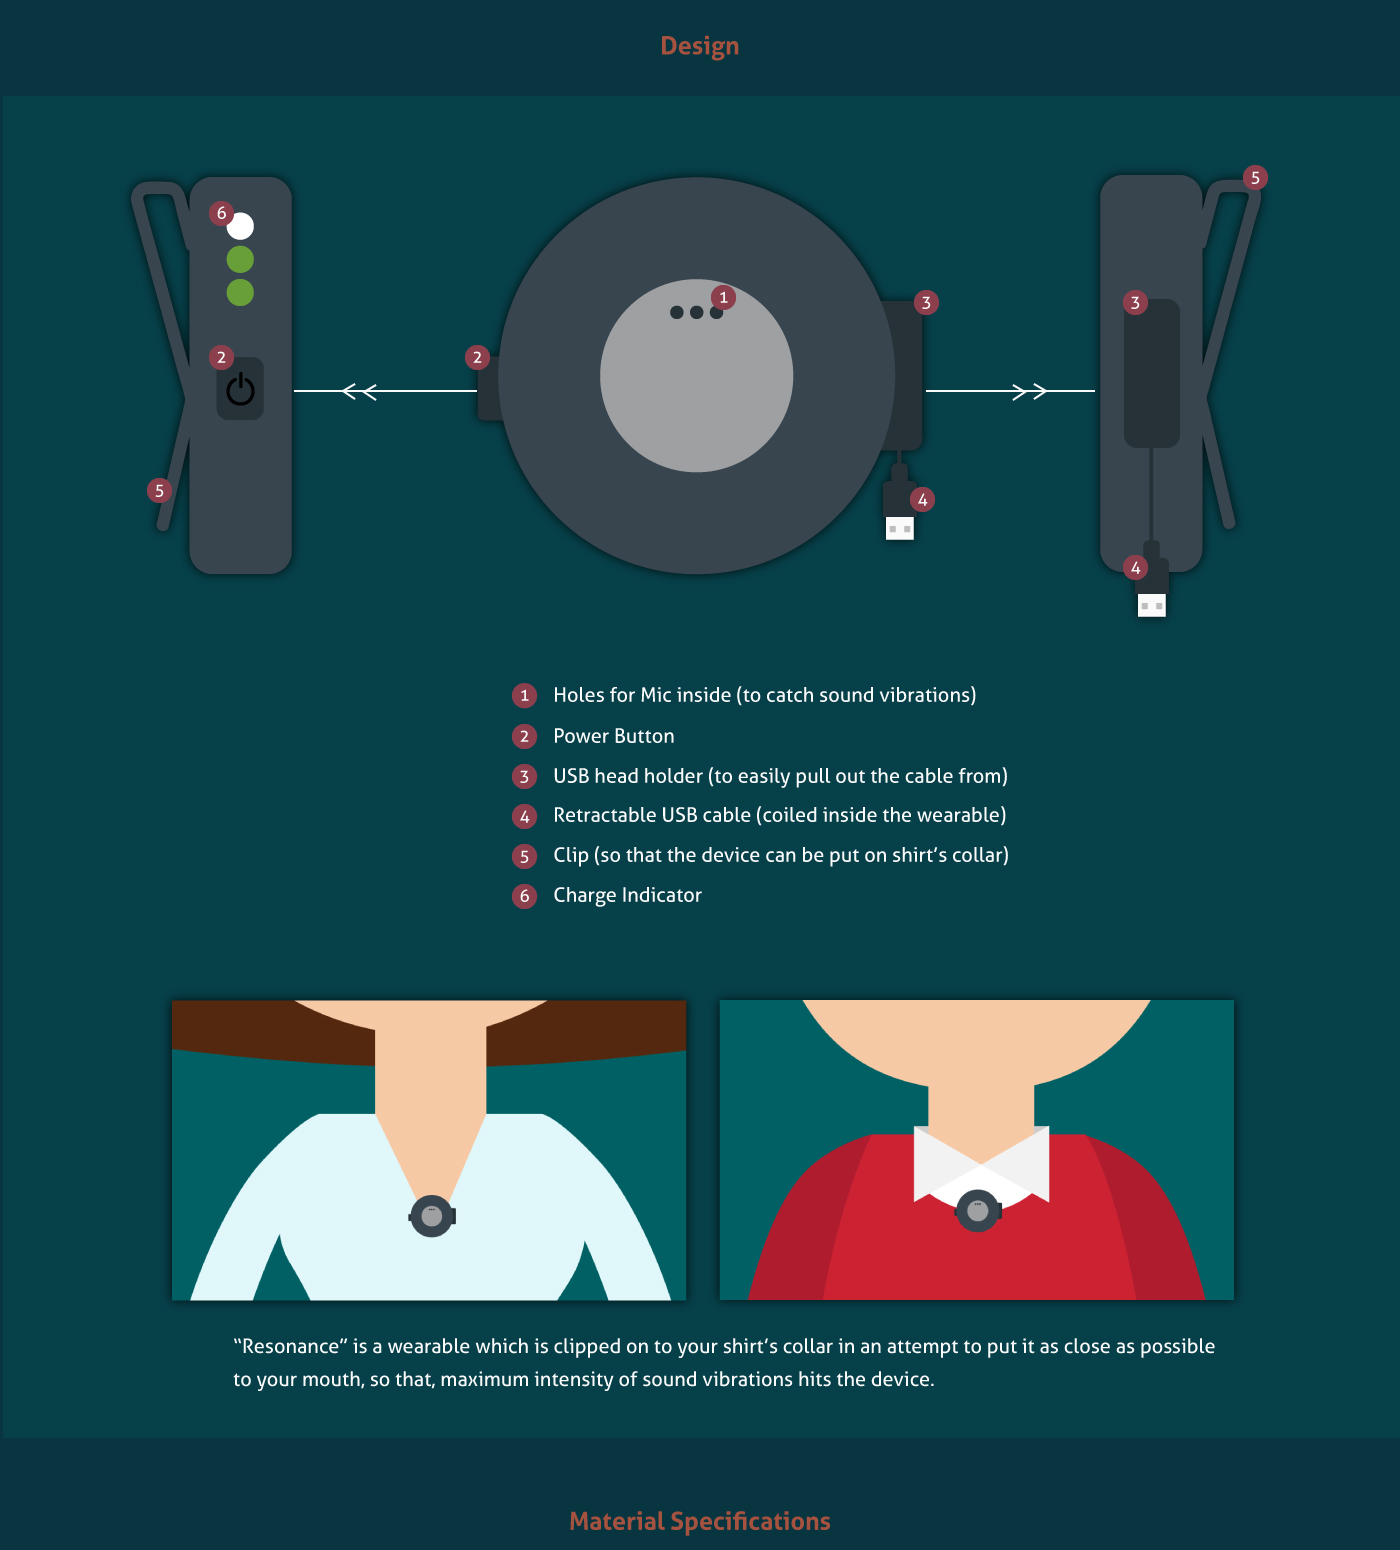 Design
5
6
1
3
3
2
2
5
4
4
1 Holes for Mic inside (to catch sound vibrations)
2 Power Button
3 USB head holder (to easily pull out the cable from)
4 Retractable USB cable (coiled inside the wearable)
5 Clip (so that the device can be put on shirt’s collar)
6 Charge Indicator
“Resonance” is a wearable which is clipped on to your shirt’s collar in an attempt to put it as close as possible
to your mouth, so that, maximum intensity of sound vibrations hits the device.
Material Specifications